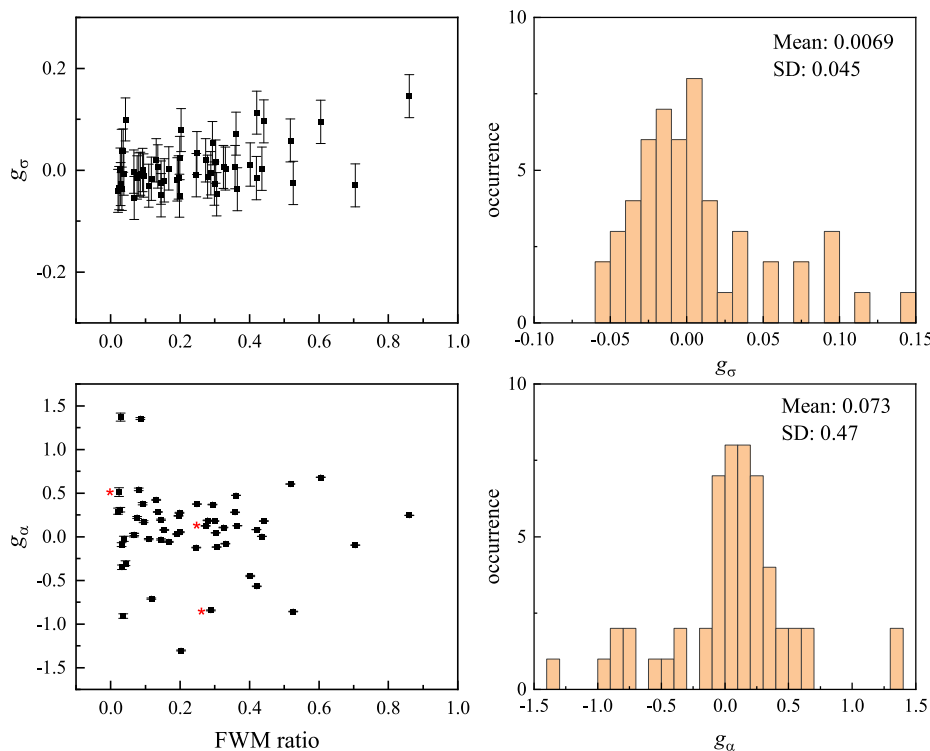 0.2
0.0
-0.2
gσ
0.0 0.2 0.4 0.6 0.8 1.0
10
5
0
occurrence
Mean: 0.0069
SD: 0.045
-0.10 -0.05 0.00 0.05 0.10 0.15
gσ
1.5
1.0
0.5
0.0
-0.5
-1.0
-1.5
gα
*
*
*
0.0 0.2 0.4 0.6 0.8 1.0
FWM ratio
10
5
0
occurrence
Mean: 0.073
SD: 0.47
-1.5 -1.0 -0.5 0.0 0.5 1.0 1.5
gα